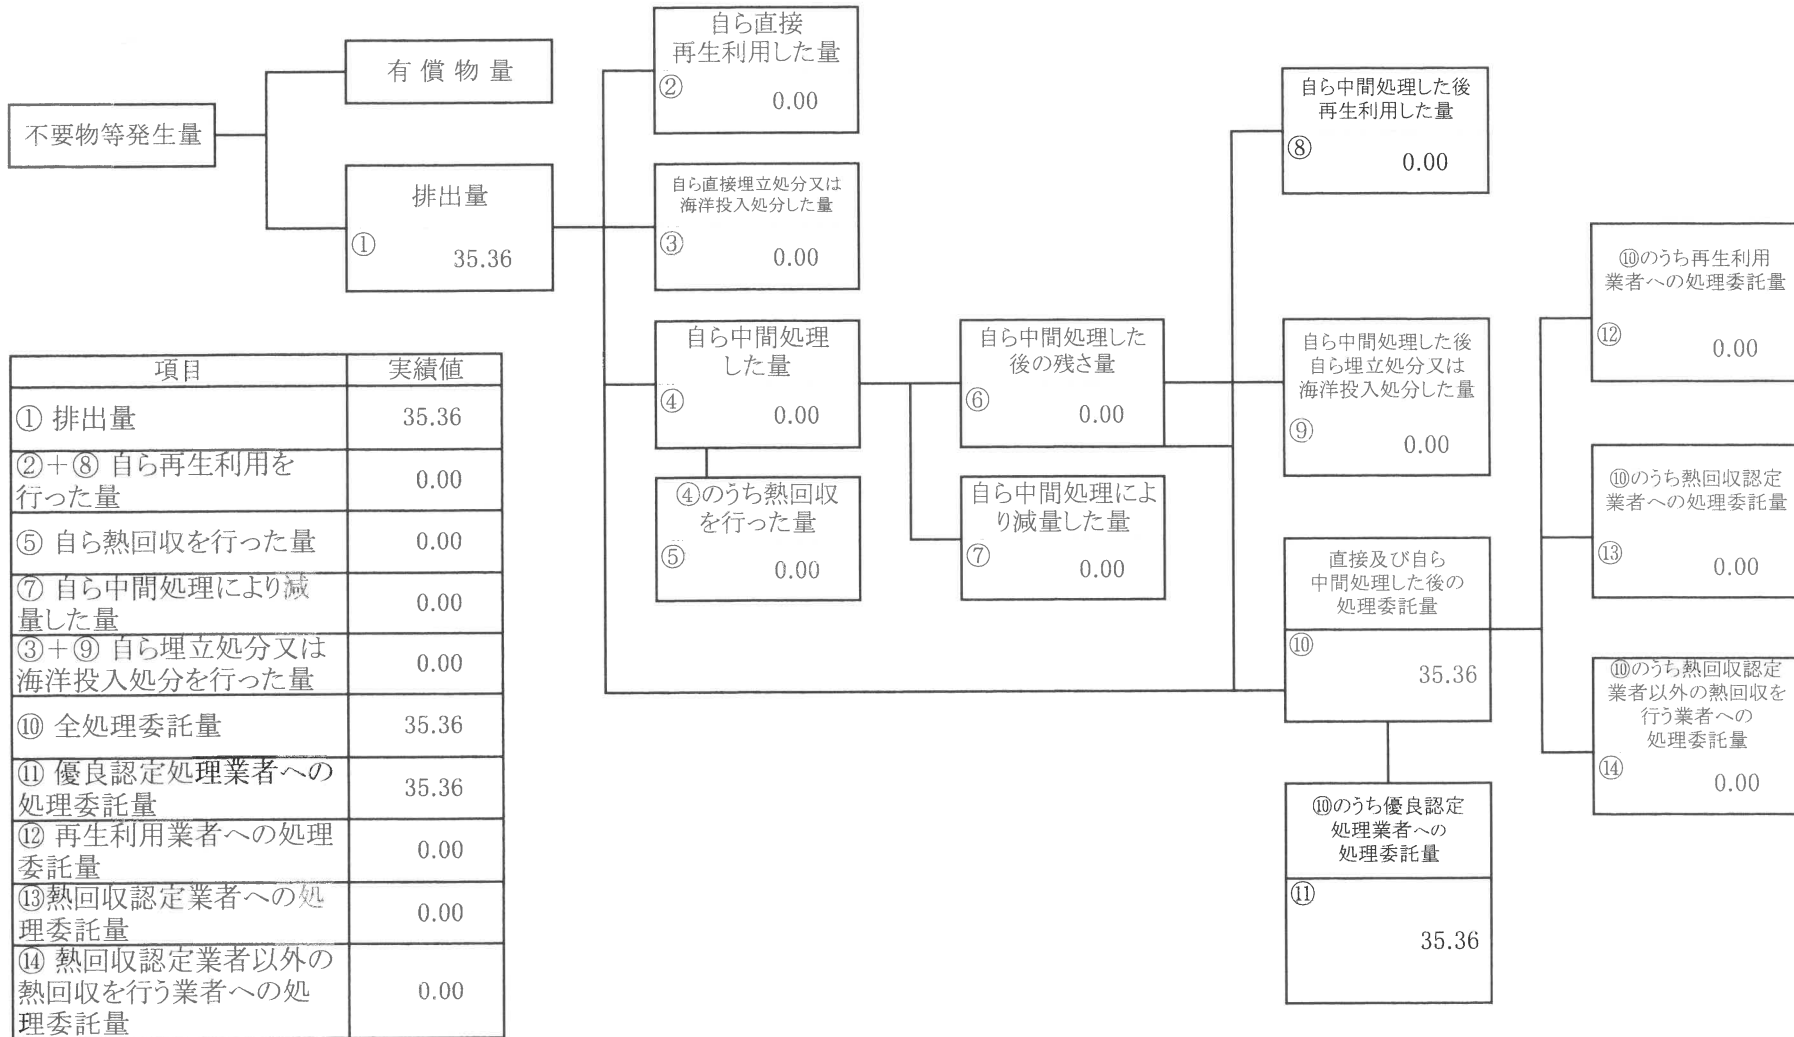 不要物等発生量
有償物量
排出量
①
35.36
自ら直接
再生利用した量
②
0.00
自ら直接埋立処分又は
海洋投入処分した量
③
0.00
自ら中間処理
した量
④
0.00
④のうち熱回収
を行った量
⑤
0.00
自ら中間処理した
後の残さ量
⑥
0.00
自ら中間処理によ
り減量した量
⑦
0.00
自ら中間処理した後
再生利用した量
⑧
0.00
自ら中間処理した後
自ら埋立処分又は
海洋投入処分した量
⑨
0.00
直接及び自ら
中間処理した後の
処理委託量
⑩
35.36
⑩のうち優良認定
処理業者への
処理委託量
⑪
35.36
⑩のうち再生利用
業者への処理委託量
⑫
0.00
⑩のうち熱回収認定
業者への処理委託量
⑬
0.00
⑩のうち熱回収認定
業者以外の熱回収を
行う業者への
処理委託量
⑭
0.00
項目 実績値
① 排出量 35.36
②+⑧ 自ら再生利用を
行った量 0.00
⑤ 自ら熱回収を行った量 0.00
⑦ 自ら中間処理により減
量した量 0.00
③+⑨ 自ら埋立処分又は
海洋投入処分を行った量 0.00
⑩ 全処理委託量 35.36
⑪ 優良認定処理業者への
処理委託量 35.36
⑫ 再生利用業者への処理
委託量 0.00
⑬熱回収認定業者への処
理委託量 0.00
⑭ 熱回収認定業者以外の
熱回収を行う業者への処
理委託量 0.00